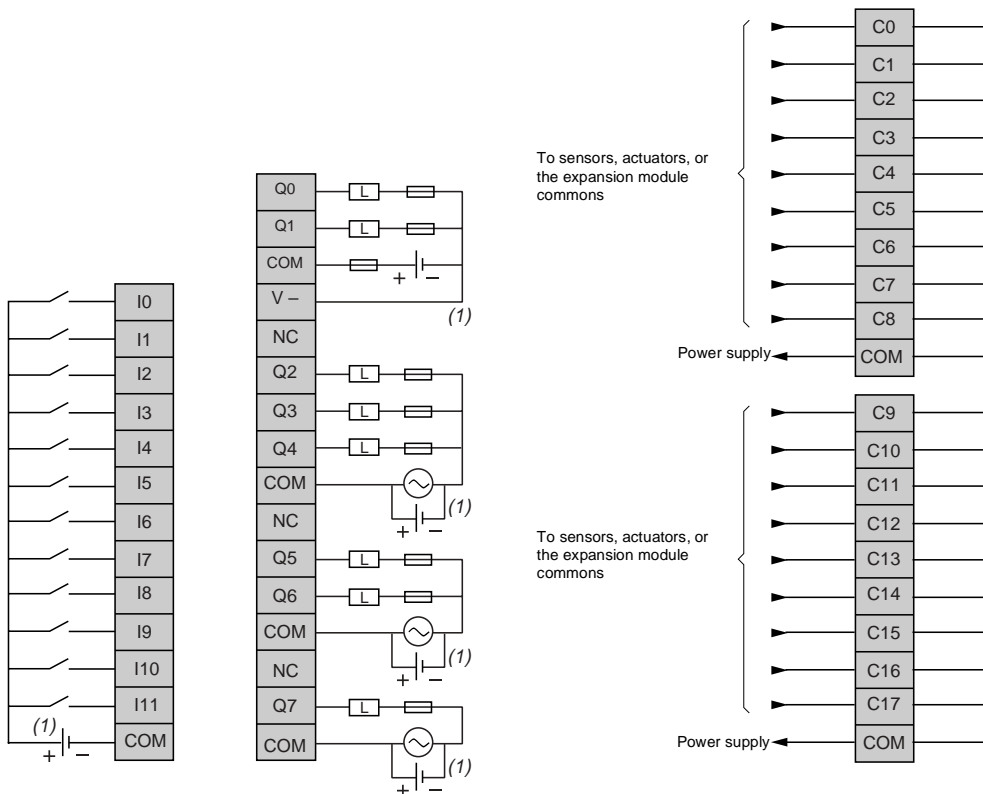 I0
I1
I2
I3
I4
I5
I6
I7
I8
I9
I10
I11
COM
(1)
+ –
Q0 L
Q1 L
COM
+ –
V –
(1)
NC
Q2 L
Q3 L
Q4 L
COM
(1)
+ –
NC
Q5 L
Q6 L
COM
(1)
+ –
NC
Q7 L
COM
(1)
+ –
To sensors, actuators, or
the expansion module
commons
C0
C1
C2
C3
C4
C5
C6
C7
C8
Power supply COM
To sensors, actuators, or
the expansion module
commons
C9
C10
C11
C12
C13
C14
C15
C16
C17
Power supply COM